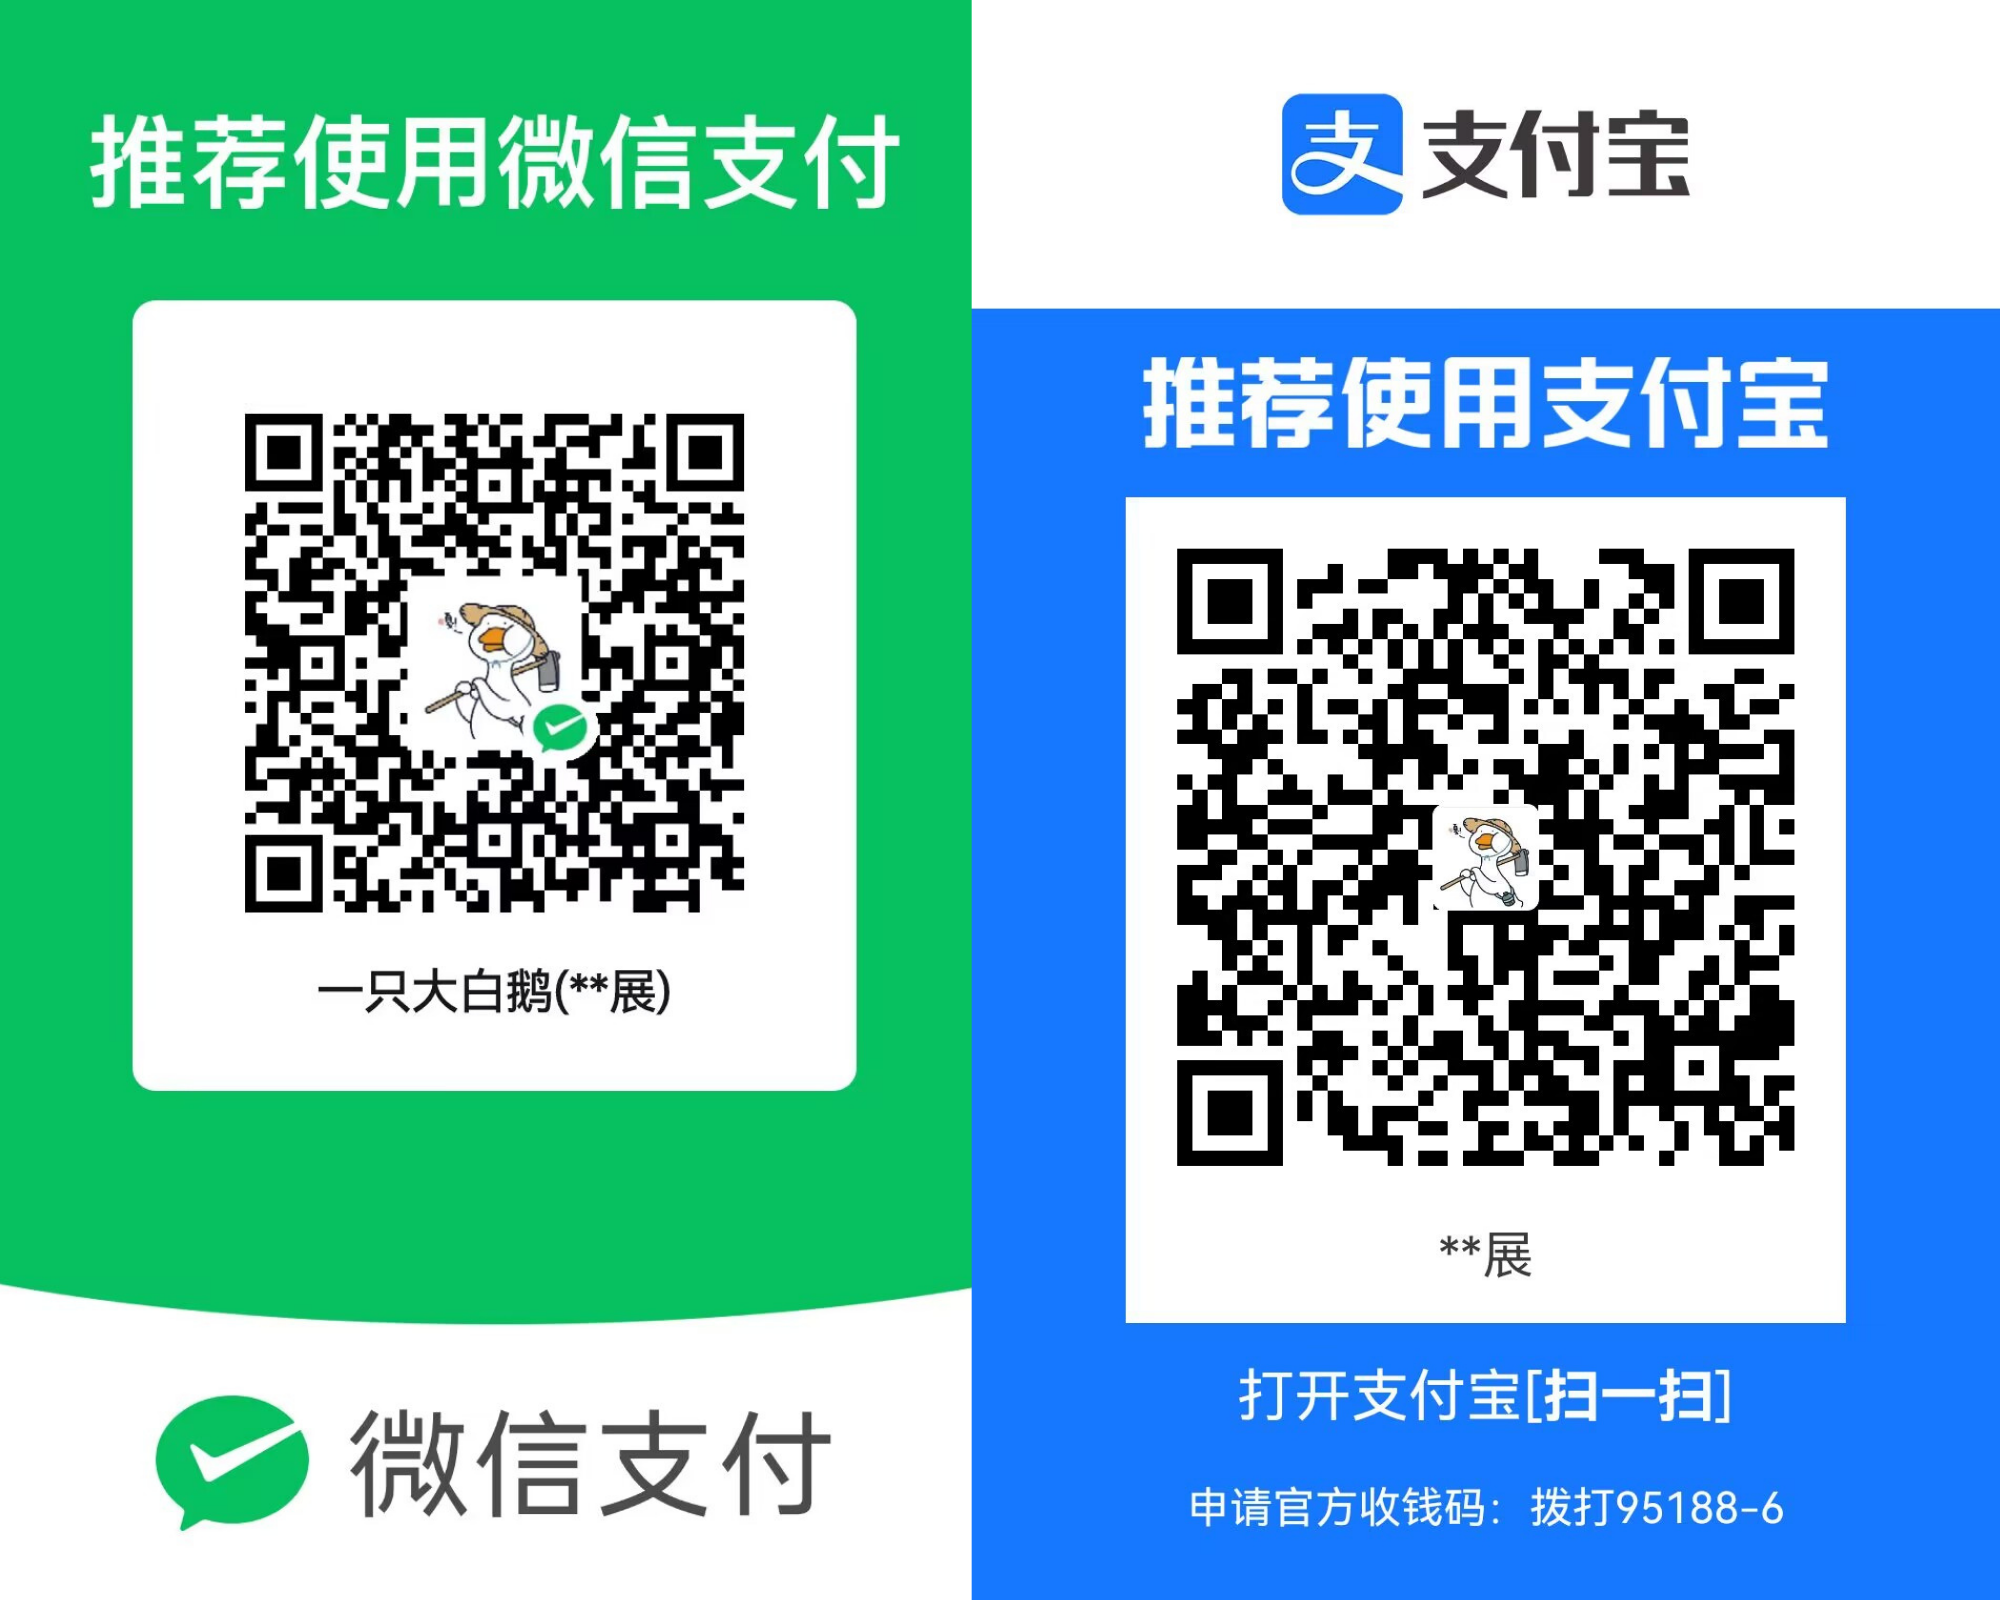 推荐使用微信支付
一只大白鹅(**展)
微信支付
支 支付宝
推荐使用支付宝
**展
打开支付宝[扫一扫]
申请官方收钱码：拨打95188-6